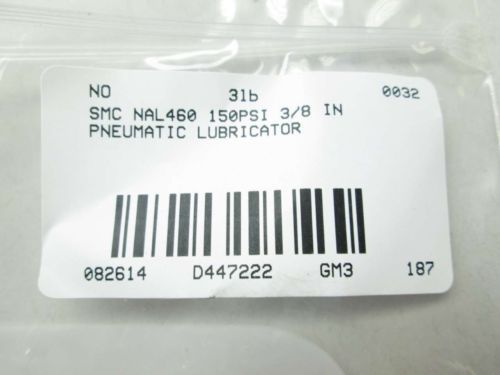 NO 3lb 0032
SMC NAL460 150PSI 3/8 IN
PNEUMATIC LUBRICATOR
082614 D447222 GM3 187